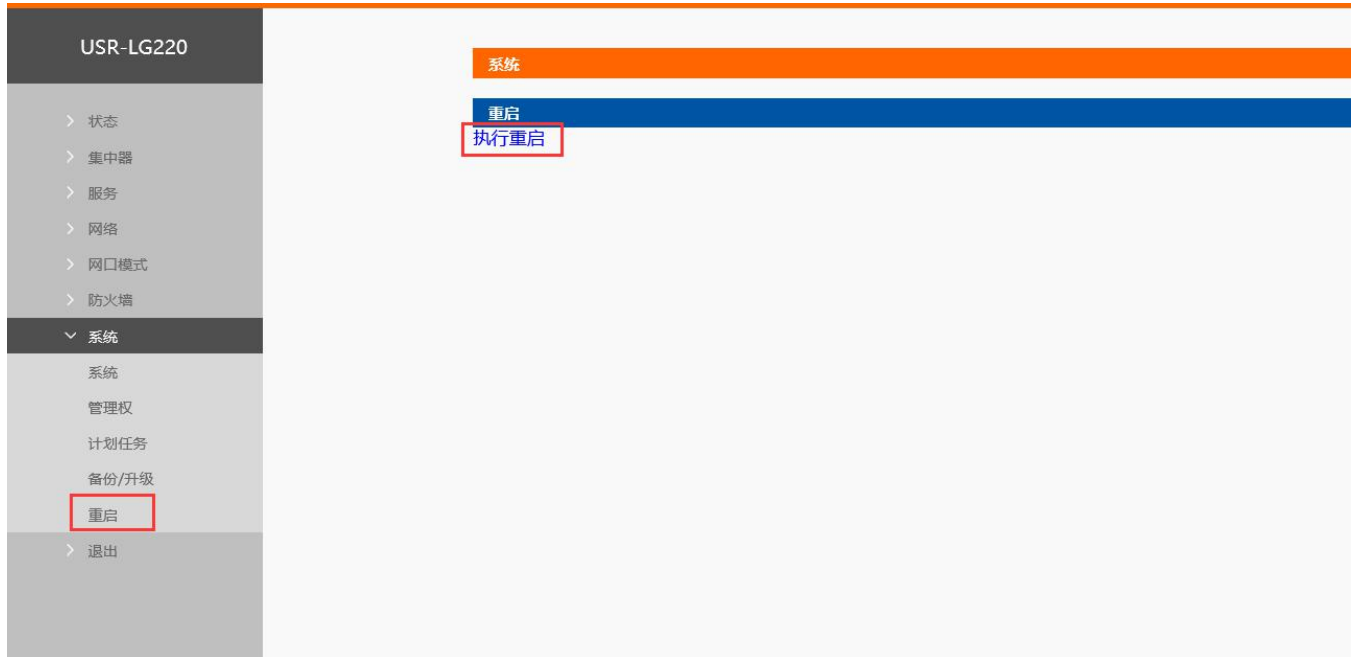 USR-LG220
状态
集中器
服务
网络
网口模式
防火墙
系统
系统
管理权
计划任务
备份/升级
重启
退出
系统
重启
执行重启